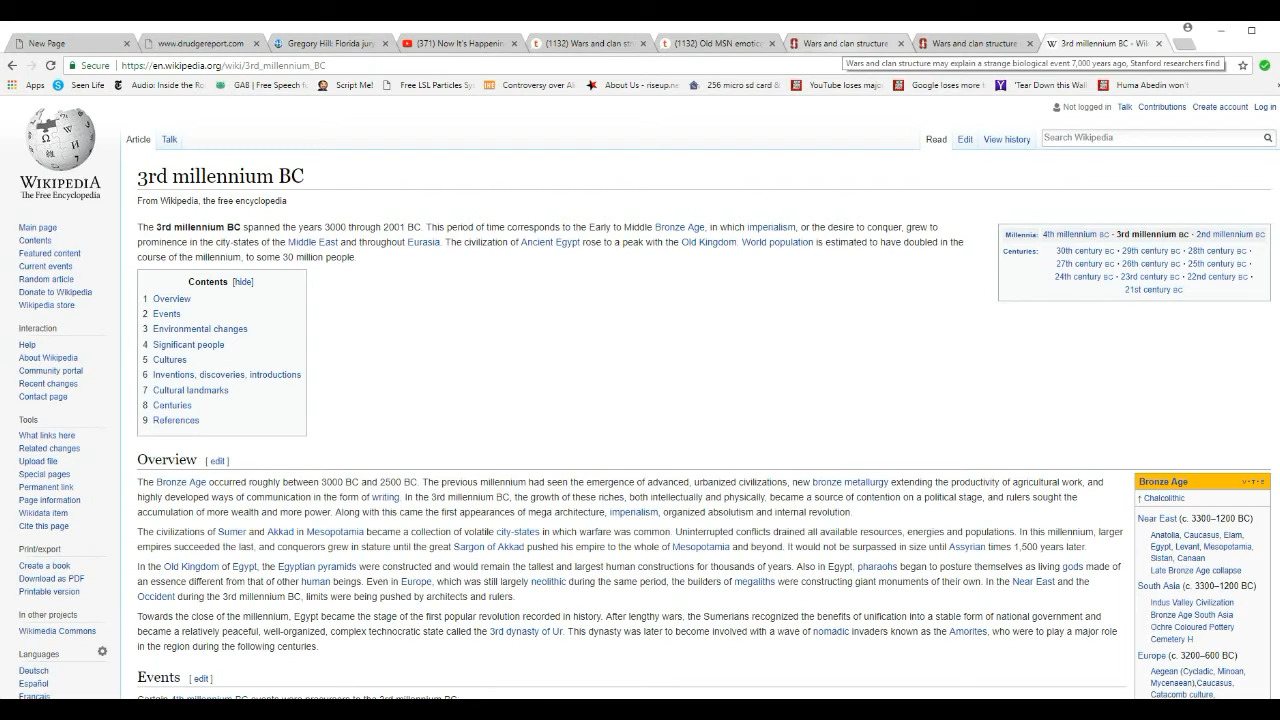 New Page
www.drudgereport.com
Gregory Hill: Florida jury
(371) Now It's Happenin
(1132) Wars and clan str
(1132) Old MSN emotic
Wars and clan structure
Wars and clan structure
3rd millennium BC - Wik
Secure
https://en.wikipedia.org/wiki/3rd_millennium_BC
Wars and clan structure may explain a strange biological event 7,000 years ago, Stanford researchers find
Apps
Seen Life
Audio: Inside the Ro
GAB | Free Speech f
Script Me!
Free LSL Particles Sy
Controversy over Al
About Us - riseup.ne
256 micro sd card &
YouTube loses majo
Google loses more t
'Tear Down this Wall
Huma Abedin won't
Not logged in Talk Contributions Create account Log in
Article Talk
Read Edit View history
Search Wikipedia
WIKIPEDIA
The Free Encyclopedia
Main page
Contents
Featured content
Current events
Random article
Donate to Wikipedia
Wikipedia store
Interaction
Help
About Wikipedia
Community portal
Recent changes
Contact page
Tools
What links here
Related changes
Upload file
Special pages
Permanent link
Page information
Wikidata item
Cite this page
Print/export
Create a book
Download as PDF
Printable version
In other projects
Wikimedia Commons
Languages
Deutsch
Español
Français
3rd millennium BC
From Wikipedia, the free encyclopedia
The 3rd millennium BC spanned the years 3000 through 2001 BC. This period of time corresponds to the Early to Middle Bronze Age, in which imperialism, or the desire to conquer, grew to
prominence in the city-states of the Middle East and throughout Eurasia. The civilization of Ancient Egypt rose to a peak with the Old Kingdom. World population is estimated to have doubled in the
course of the millennium, to some 30 million people.
Millennia: 4th millennium BC · 3rd millennium BC · 2nd millennium BC
Centuries: 30th century BC · 29th century BC · 28th century BC ·
27th century BC · 26th century BC · 25th century BC ·
24th century BC · 23rd century BC · 22nd century BC ·
21st century BC
Contents [hide]
1 Overview
2 Events
3 Environmental changes
4 Significant people
5 Cultures
6 Inventions, discoveries, introductions
7 Cultural landmarks
8 Centuries
9 References
Overview [ edit ]
The Bronze Age occurred roughly between 3000 BC and 2500 BC. The previous millennium had seen the emergence of advanced, urbanized civilizations, new bronze metallurgy extending the productivity of agricultural work, and
highly developed ways of communication in the form of writing. In the 3rd millennium BC, the growth of these riches, both intellectually and physically, became a source of contention on a political stage, and rulers sought the
accumulation of more wealth and more power. Along with this came the first appearances of mega architecture, imperialism, organized absolutism and internal revolution.
The civilizations of Sumer and Akkad in Mesopotamia became a collection of volatile city-states in which warfare was common. Uninterrupted conflicts drained all available resources, energies and populations. In this millennium, larger
empires succeeded the last, and conquerors grew in stature until the great Sargon of Akkad pushed his empire to the whole of Mesopotamia and beyond. It would not be surpassed in size until Assyrian times 1,500 years later.
In the Old Kingdom of Egypt, the Egyptian pyramids were constructed and would remain the tallest and largest human constructions for thousands of years. Also in Egypt, pharaohs began to posture themselves as living gods made of
an essence different from that of other human beings. Even in Europe, which was still largely neolithic during the same period, the builders of megaliths were constructing giant monuments of their own. In the Near East and the
Occident during the 3rd millennium BC, limits were being pushed by architects and rulers.
Towards the close of the millennium, Egypt became the stage of the first popular revolution recorded in history. After lengthy wars, the Sumerians recognized the benefits of unification into a stable form of national government and
became a relatively peaceful, well-organized, complex technocratic state called the 3rd dynasty of Ur. This dynasty was later to become involved with a wave of nomadic invaders known as the Amorites, who were to play a major role
in the region during the following centuries.
Events [ edit ]
Certain 4th millennium BC events were precursors to the 3rd millennium BC:
Bronze Age V·T·E
↑ Chalcolithic
Near East (c. 3300–1200 BC)
Anatolia, Caucasus, Elam,
Egypt, Levant, Mesopotamia,
Sistan, Canaan
Late Bronze Age collapse
South Asia (c. 3300–1200 BC)
Indus Valley Civilization
Bronze Age South Asia
Ochre Coloured Pottery
Cemetery H
Europe (c. 3200–600 BC)
Aegean (Cycladic, Minoan,
Mycenaean),Caucasus,
Catacomb culture,